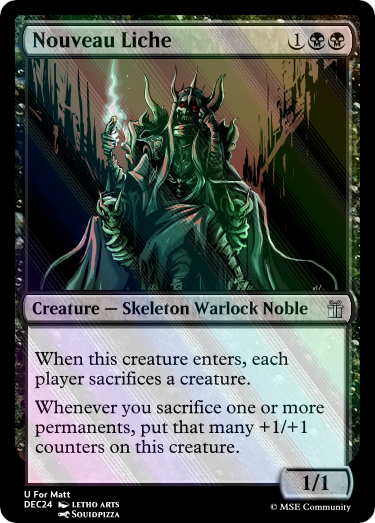 Nouveau Liche 1
Creature — Skeleton Warlock Noble
When this creature enters, each
player sacrifices a creature.
Whenever you sacrifice one or more
permanents, put that many +1/+1
counters on this creature.
1/1
U For Matt
DEC24 Letho Arts
Squidpizza
© MSE Community